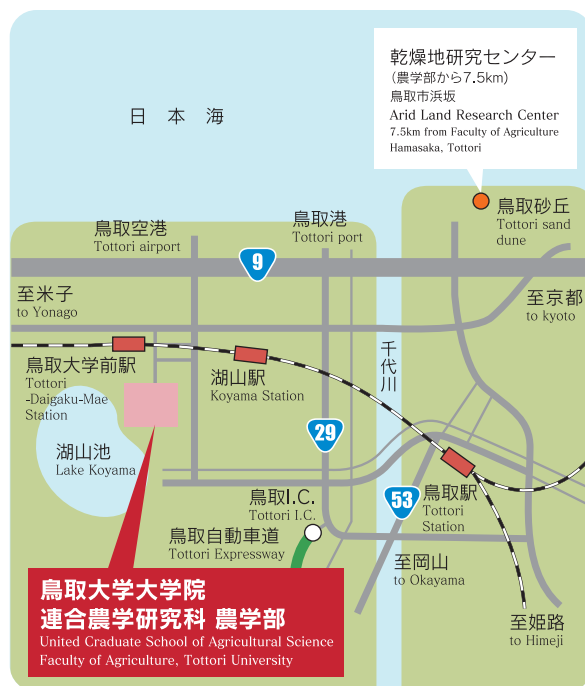 乾燥地研究センター
(農学部から7.5km)
鳥取市浜坂
Arid Land Research Center
7.5km from Faculty of Agriculture
Hamasaka, Tottori
日本海
鳥取砂丘
Tottori sand
dune
鳥取空港
Tottori airport
鳥取港
Tottori port
9
至米子
to Yonago
至京都
to kyoto
千代川
鳥取大学前駅
Tottori
-Daigaku-Mae
Station
湖山駅
Koyama Station
湖山池
Lake Koyama
29
53
鳥取駅
Tottori
Station
鳥取I.C.
Tottori I.C.
鳥取自動車道
Tottori Expressway
至岡山
to Okayama
至姫路
to Himeji
鳥取大学大学院
連合農学研究科 農学部
United Craduate School of Agricultural Science
Faculty of Agriculture, Tottori University